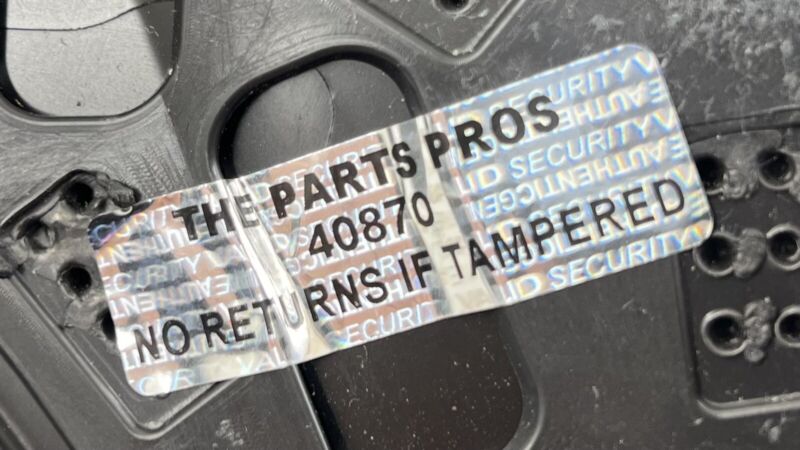 THE PARTS PROS
40870
NO RETURNS IF TAMPERED